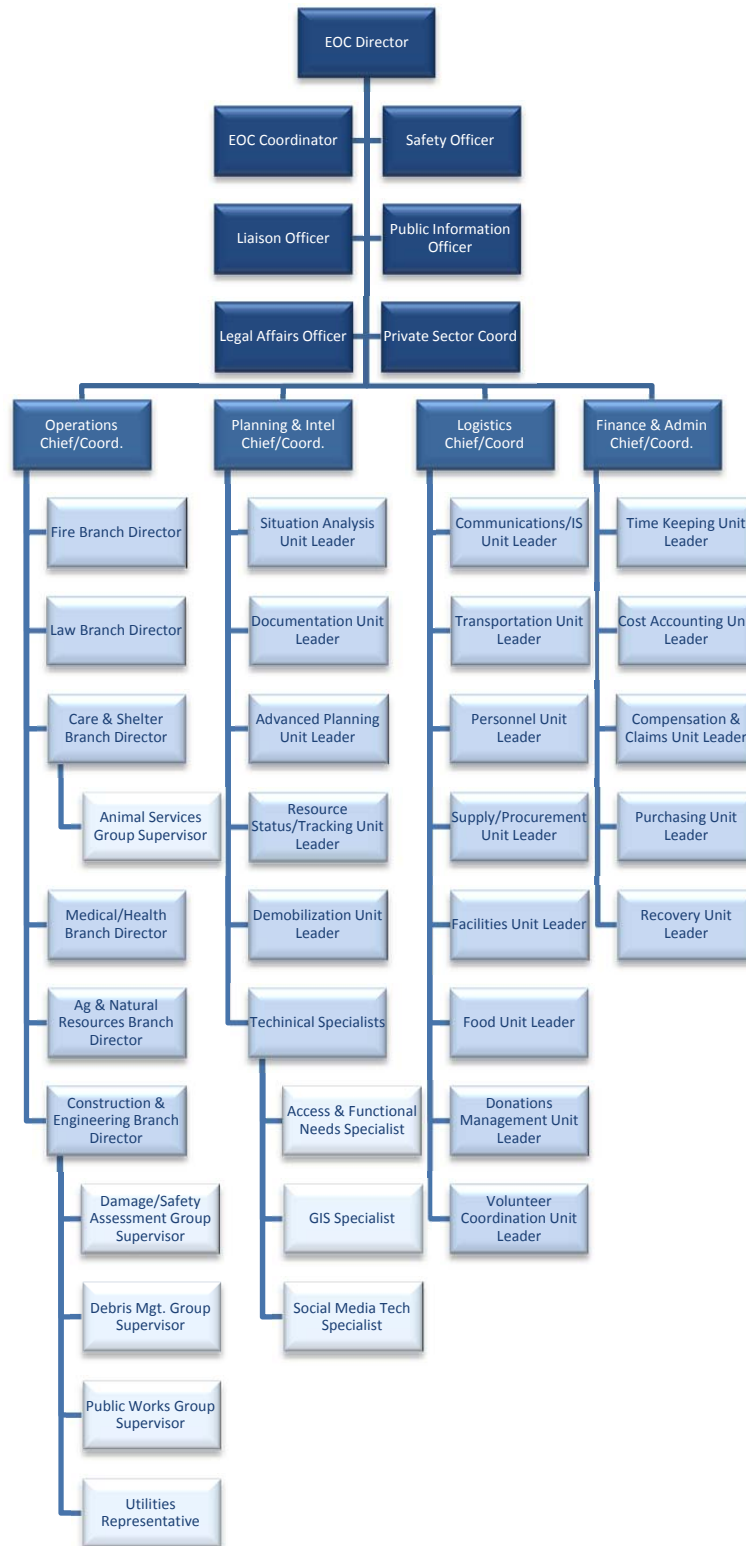 EOC Director
EOC Coordinator
Safety Officer
Liaison Officer
Public Information
Officer
Legal Affairs Officer
Private Sector Coord
Operations
Chief/Coord.
Fire Branch Director
Law Branch Director
Care & Shelter
Branch Director
Animal Services
Group Supervisor
Medical/Health
Branch Director
Ag & Natural
Resources Branch
Director
Construction &
Engineering Branch
Director
Damage/Safety
Assessment Group
Supervisor
Debris Mgt. Group
Supervisor
Public Works Group
Supervisor
Utilities
Representative
Planning & Intel
Chief/Coord.
Situation Analysis
Unit Leader
Documentation Unit
Leader
Advanced Planning
Unit Leader
Resource
Status/Tracking Unit
Leader
Demobilization Unit
Leader
Techinical Specialists
Access & Functional
Needs Specialist
GIS Specialist
Social Media Tech
Specialist
Logistics
Chief/Coord
Communications/IS
Unit Leader
Transportation Unit
Leader
Personnel Unit
Leader
Supply/Procurement
Unit Leader
Facilities Unit Leader
Food Unit Leader
Donations
Management Unit
Leader
Volunteer
Coordination Unit
Leader
Finance & Admin
Chief/Coord.
Time Keeping Unit
Leader
Cost Accounting Uni
Leader
Compensation &
Claims Unit Leader
Purchasing Unit
Leader
Recovery Unit
Leader